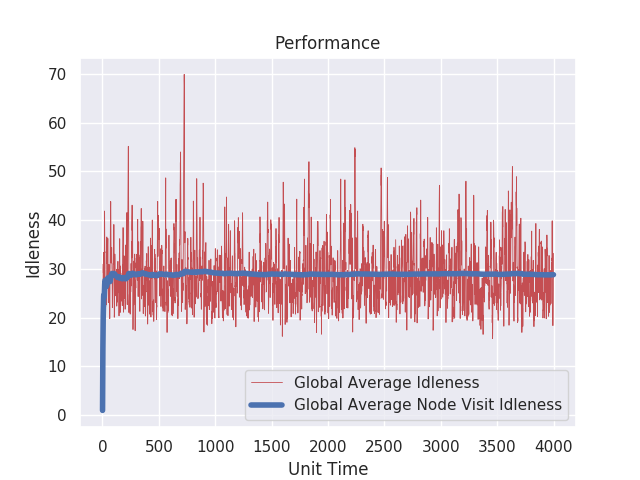 Performance
70
60
50
40
30
20
10
0
Idleness
Global Average Idleness
Global Average Node Visit Idleness
0 500 1000 1500 2000 2500 3000 3500 4000
Unit Time